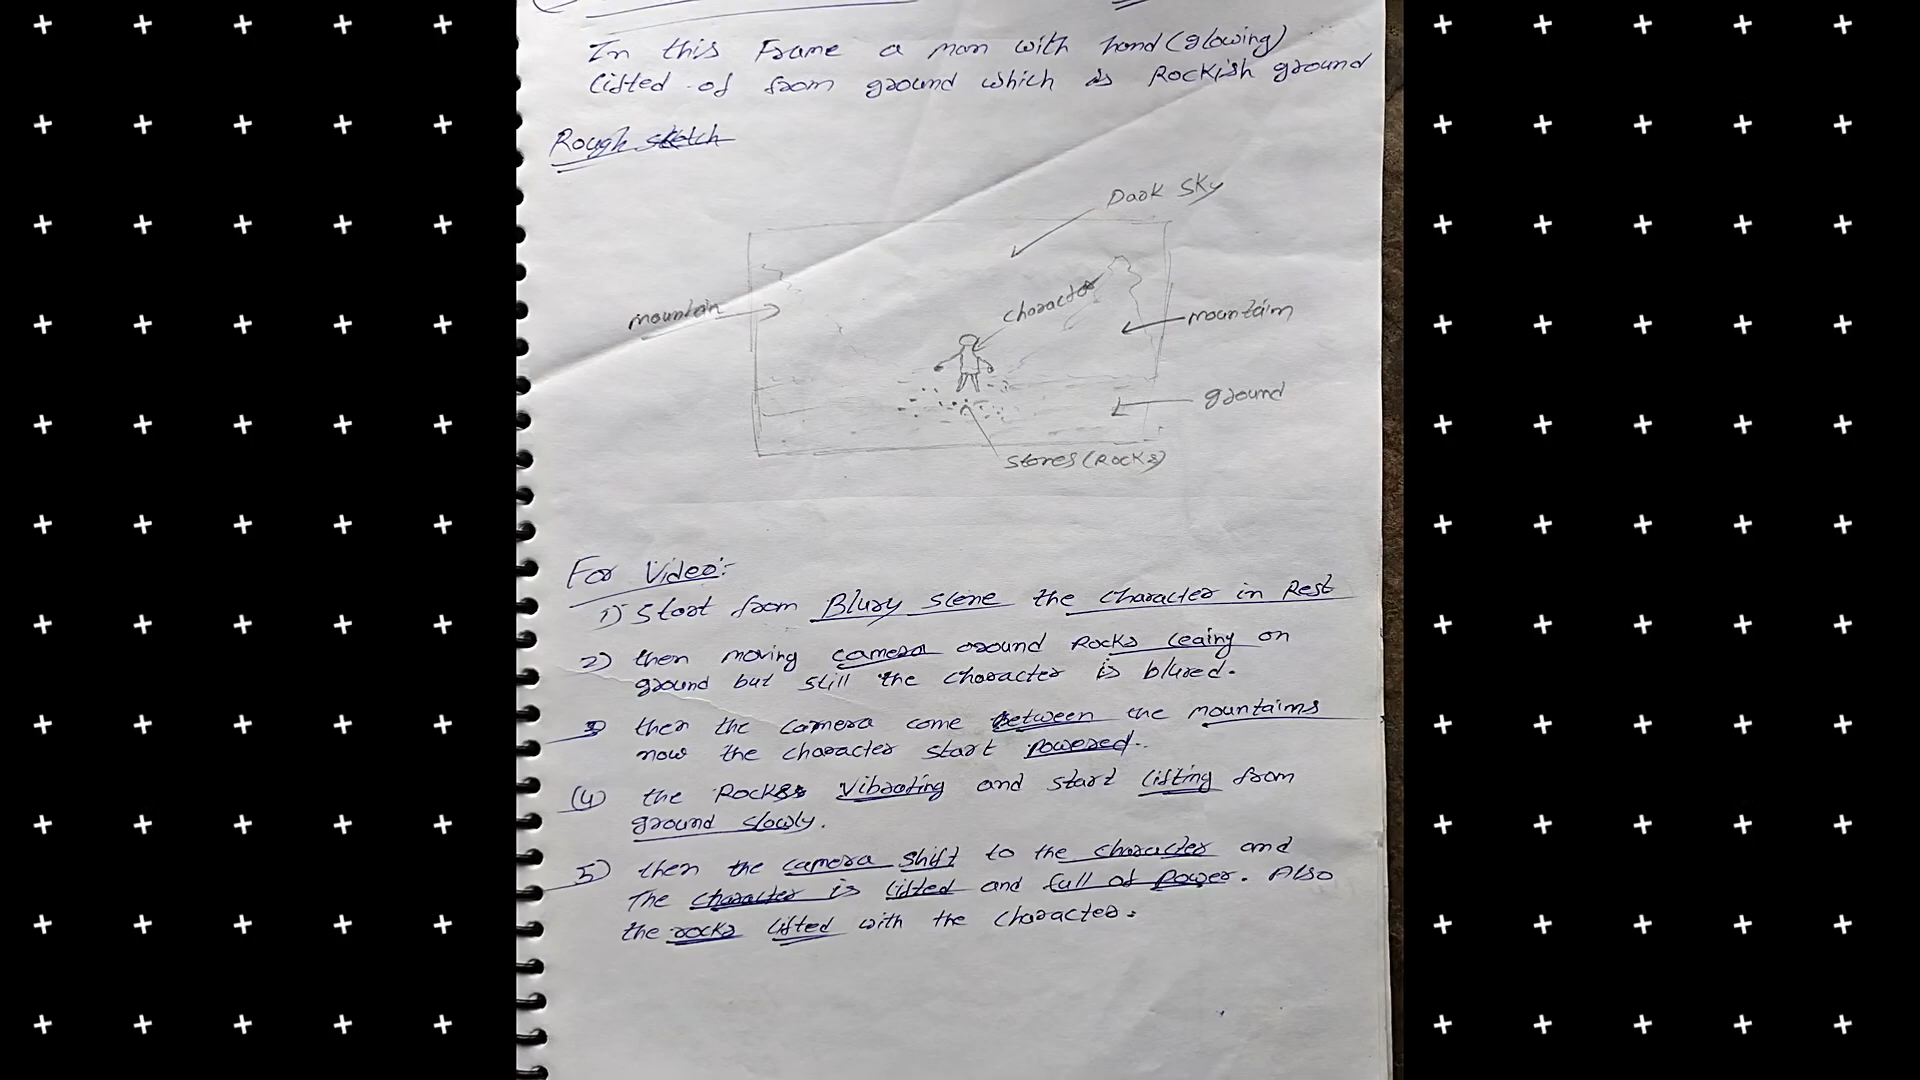 In this Frame a man with hand (glowing)
lifted of from ground which is Rockish ground
Rough sketch
Dark Sky
character
mountain
mountaim
ground
stones (Rocks)
For Video:-
1) Start from Blury scene the character in Rest
2) then moving camera around Rocks leainy on
ground but still the character is blured.
3 then the camera come between the mountaims
now the character start powered..
(4) the Rocks vibrating and start lifting from
ground slowly.
5) then the camera shift to the character and
The character is lifted and full of power. Also
the rocks lifted with the character.